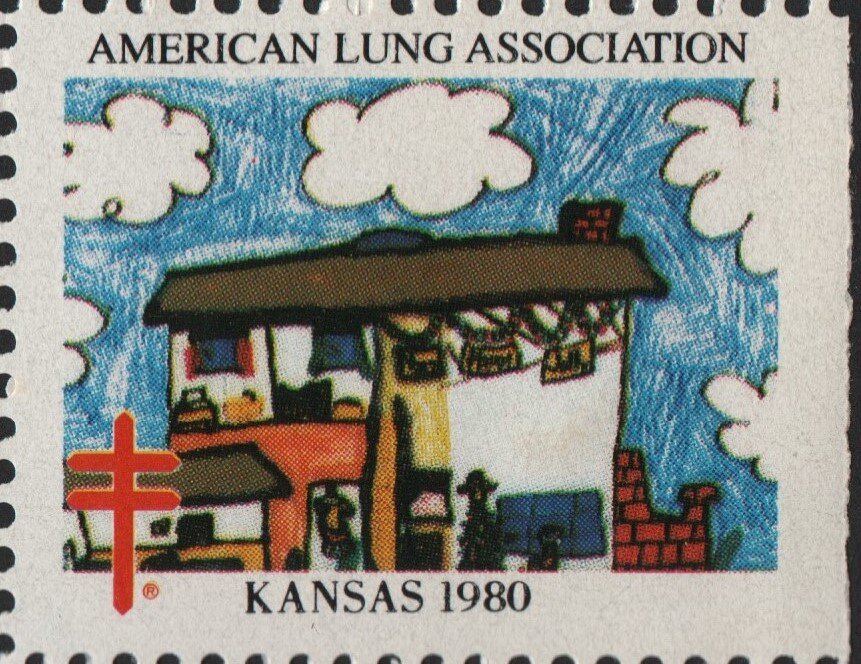 AMERICAN LUNG ASSOCIATION
®
KANSAS 1980